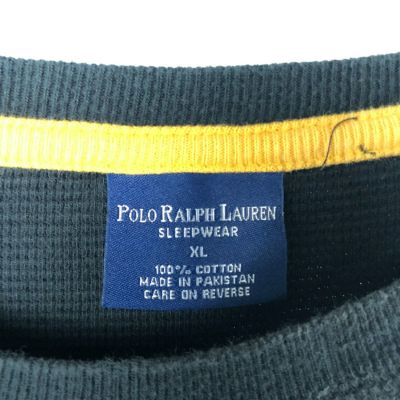 POLO RALPH LAUREN
SLEEPWEAR
XL
100% COTTON
MADE IN PAKISTAN
CARE ON REVERSE